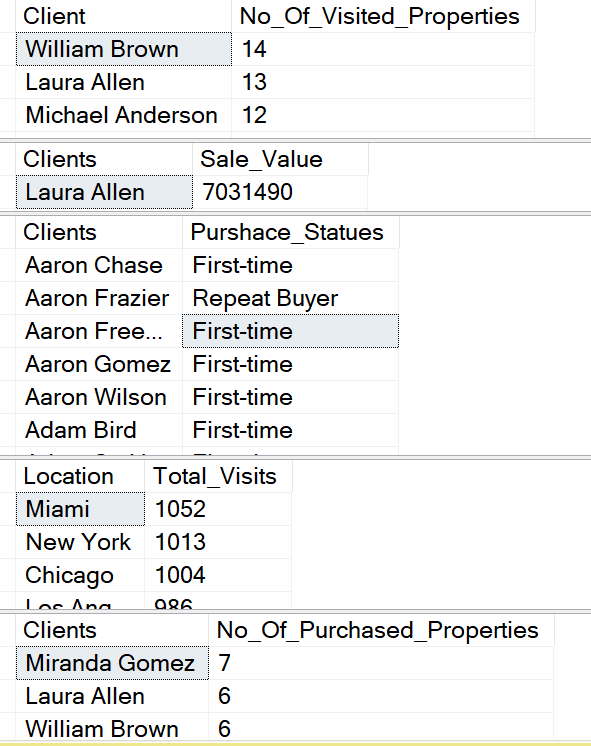 Client No_Of_Visited_Properties
William Brown 14
Laura Allen 13
Michael Anderson 12
Clients Sale_Value
Laura Allen 7031490
Clients Purshace_Statues
Aaron Chase First-time
Aaron Frazier Repeat Buyer
Aaron Free... First-time
Aaron Gomez First-time
Aaron Wilson First-time
Adam Bird First-time
Location Total_Visits
Miami 1052
New York 1013
Chicago 1004
Los Ang 986
Clients No_Of_Purchased_Properties
Miranda Gomez 7
Laura Allen 6
William Brown 6